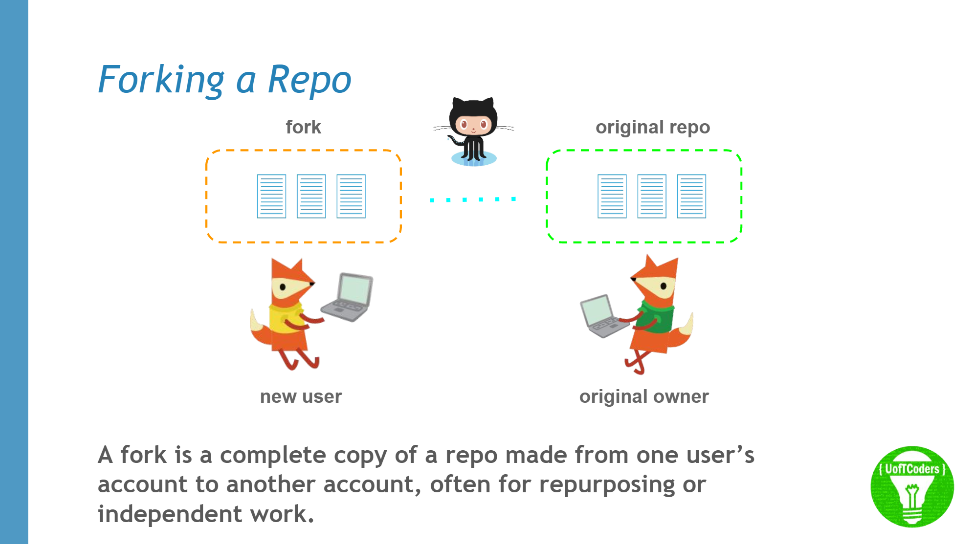 Forking a Repo
fork
original repo
new user
original owner
A fork is a complete copy of a repo made from one user’s
account to another account, often for repurposing or
independent work.
{ UofTCoders }